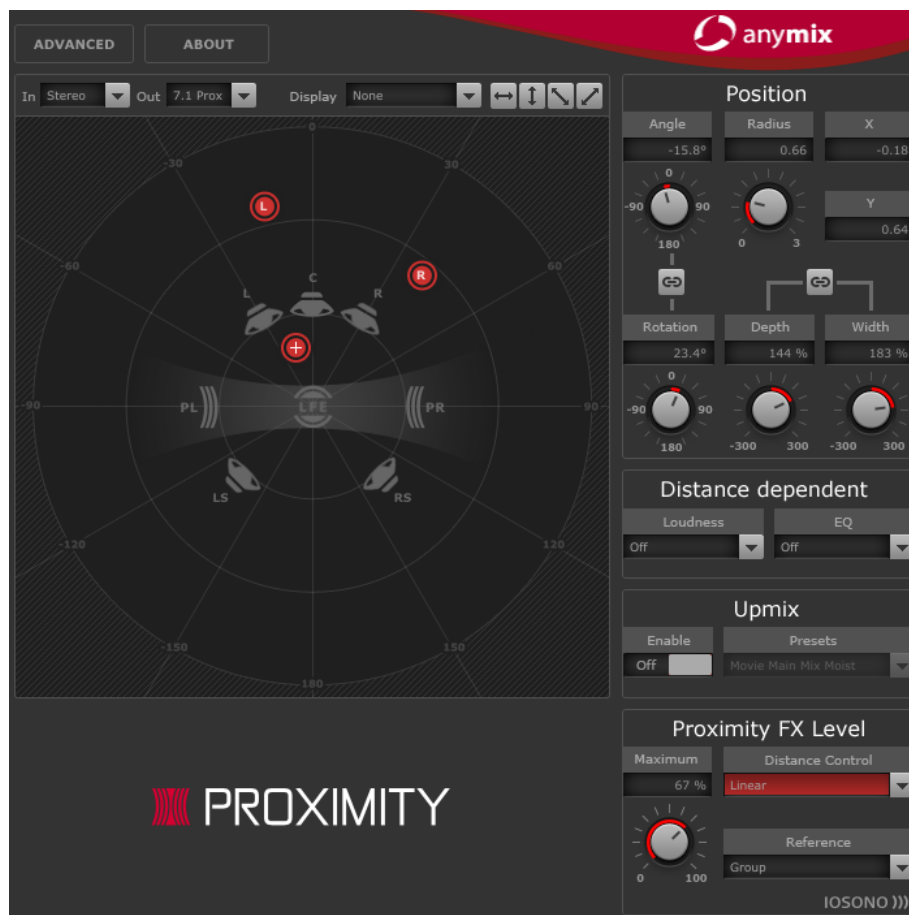 ADVANCED ABOUT anymix
In Stereo Out 7.1 Prox Display None
0
-30 30
-60 60
-90 90
-120 120
-150 150
180
L
R
L C R
PL LFE PR
LS RS
PROXIMITY
Position
Angle Radius X
-15.8° 0.66 -0.18
0
-90 90
180
0 3
Y
0.64
Rotation Depth Width
23.4° 144 % 183 %
0
-90 90
180
-300 300 -300 300
Distance dependent
Loudness EQ
Off Off
Upmix
Enable Presets
Off Movie Main Mix Moist
Proximity FX Level
Maximum Distance Control
67 % Linear
0 100
Reference
Group
IOSONO )))